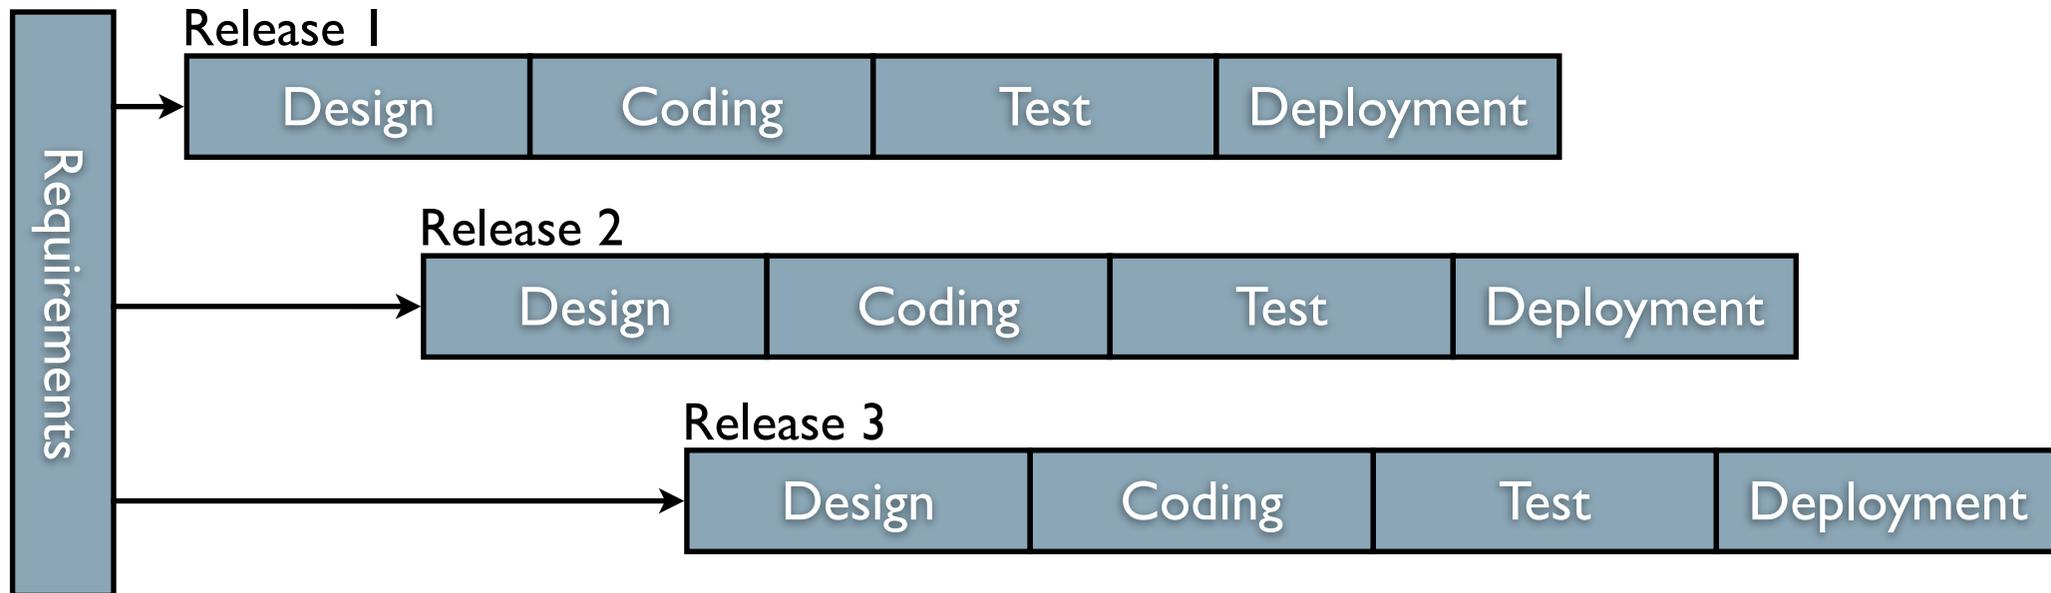 Requirements
Release 1
Design Coding Test Deployment
Release 2
Design Coding Test Deployment
Release 3
Design Coding Test Deployment